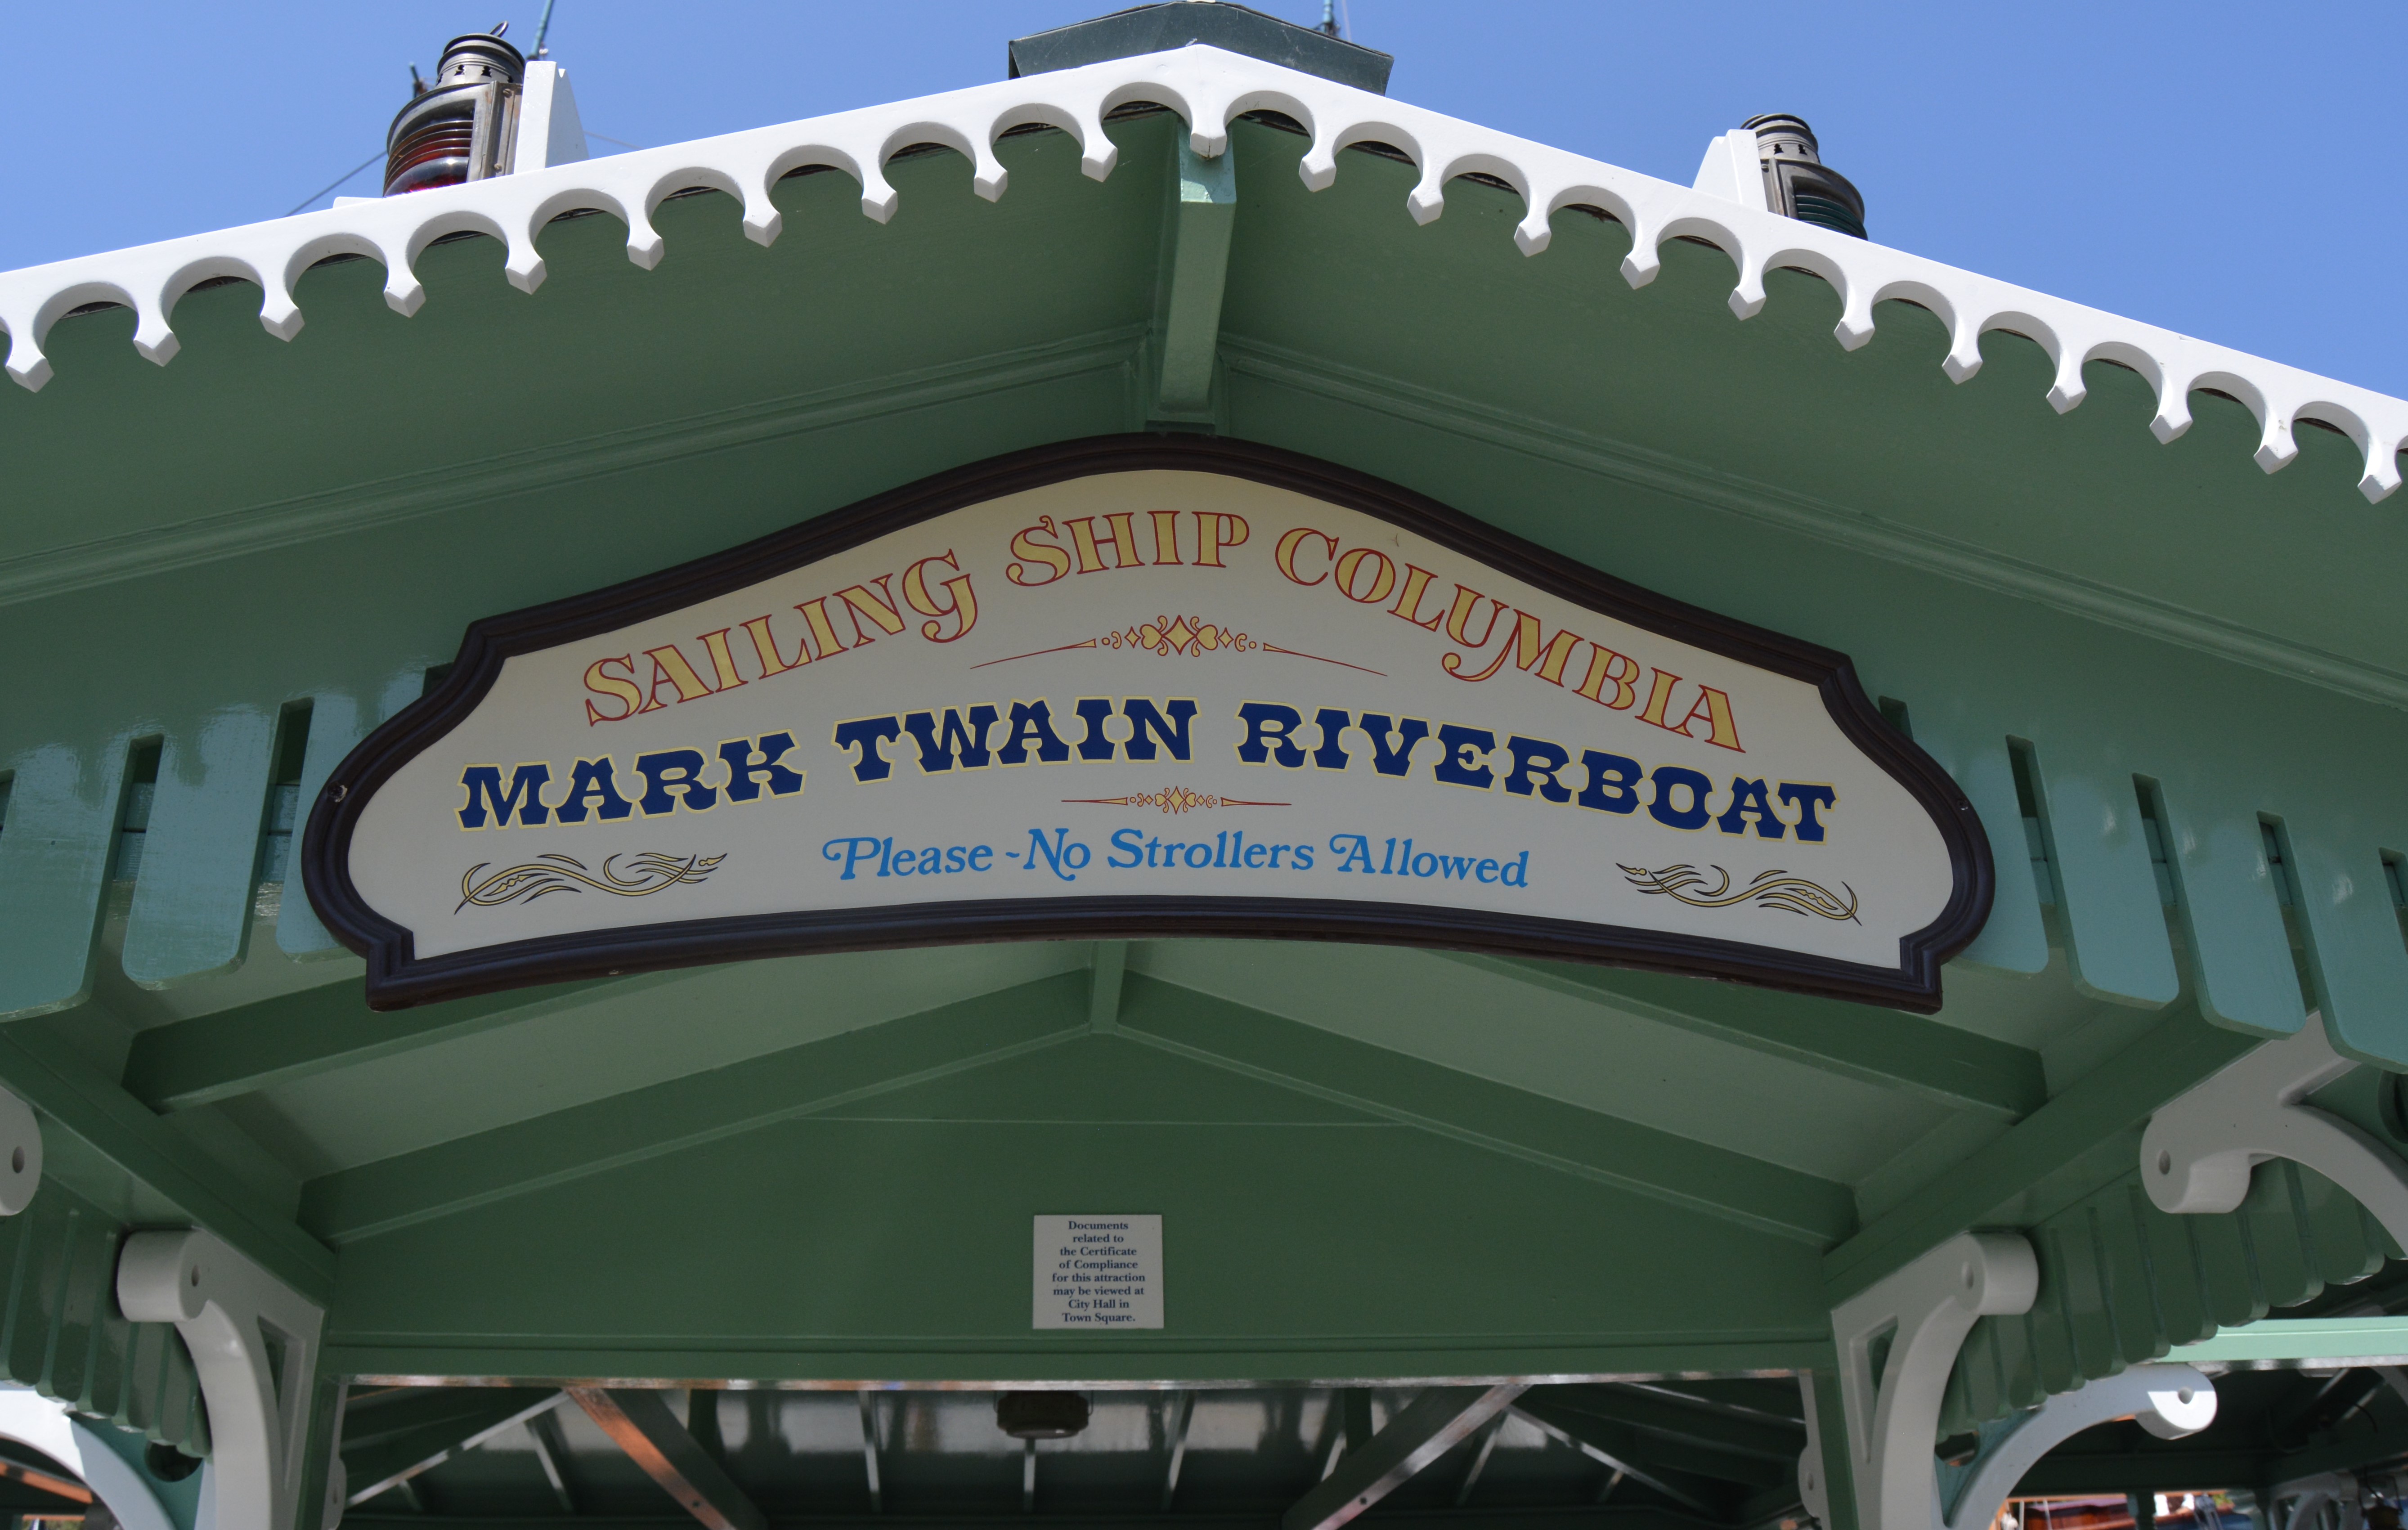 SAILING SHIP COLUMBIA
MARK TWAIN RIVERBOAT
Please ~ No Strollers Allowed
Documents
related to
the Certificate
of Compliance
for this attraction
may be viewed at
City Hall in
Town Square.